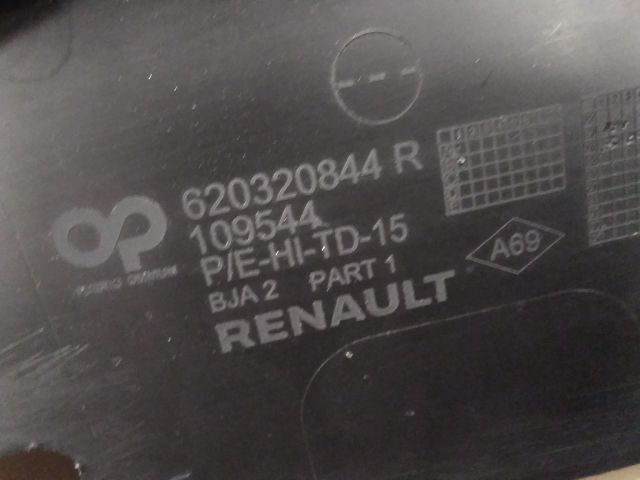 620320844 R
109544
P/E-HI-TD-15
BJA 2 PART 1
RENAULT
A69